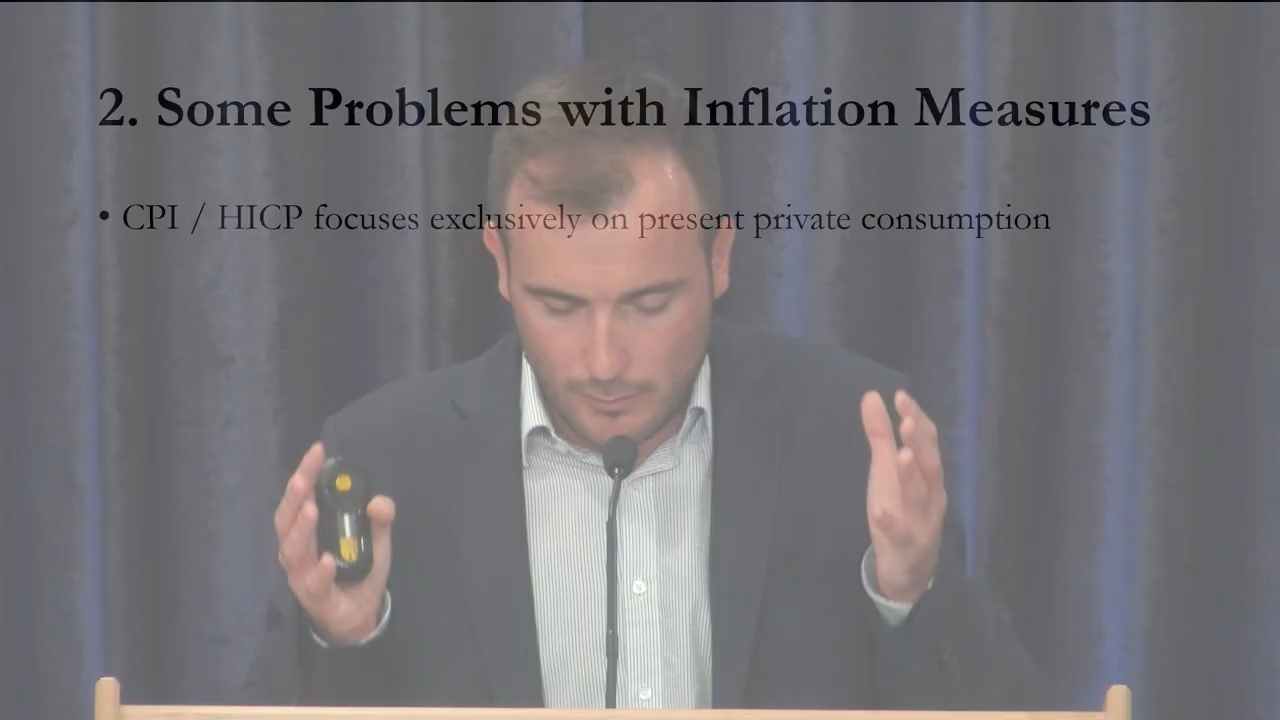 2. Some Problems with Inflation Measures
• CPI / HICP focuses exclusively on present private consumption